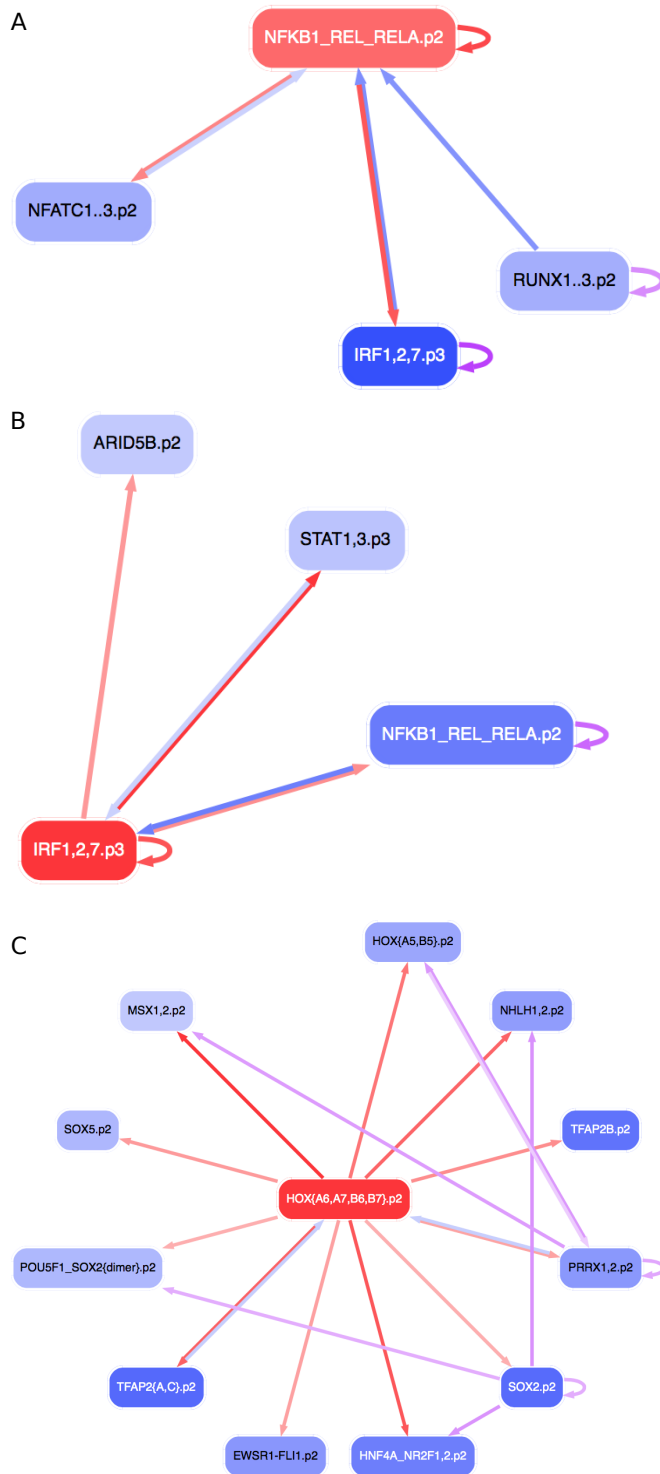 A
NFKB1_REL_RELA.p2
NFATC1..3.p2
RUNX1..3.p2
IRF1,2,7.p3
B
ARID5B.p2
STAT1,3.p3
NFKB1_REL_RELA.p2
IRF1,2,7.p3
C
HOX{A5,B5}.p2
MSX1,2.p2
NHLH1,2.p2
SOX5.p2
TFAP2B.p2
HOX{A6,A7,B6,B7}.p2
POU5F1_SOX2{dimer}.p2
PRRX1,2.p2
TFAP2{A,C}.p2
SOX2.p2
EWSR1-FLI1.p2
HNF4A_NR2F1,2.p2